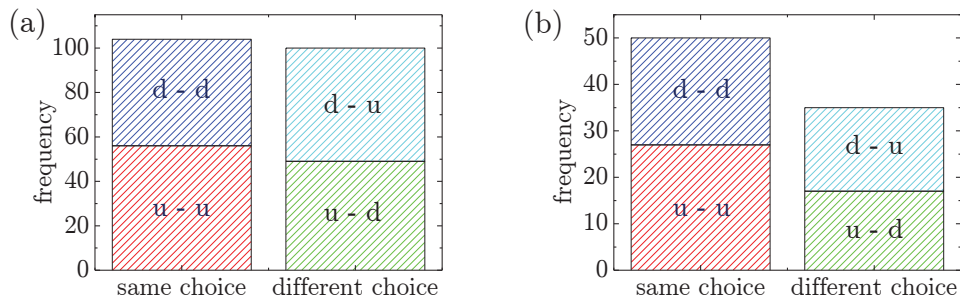 (a)
frequency
100
80
60
40
20
0
d - d
u - u
d - u
u - d
same choice
different choice
(b)
frequency
50
40
30
20
10
0
d - d
u - u
d - u
u - d
same choice
different choice